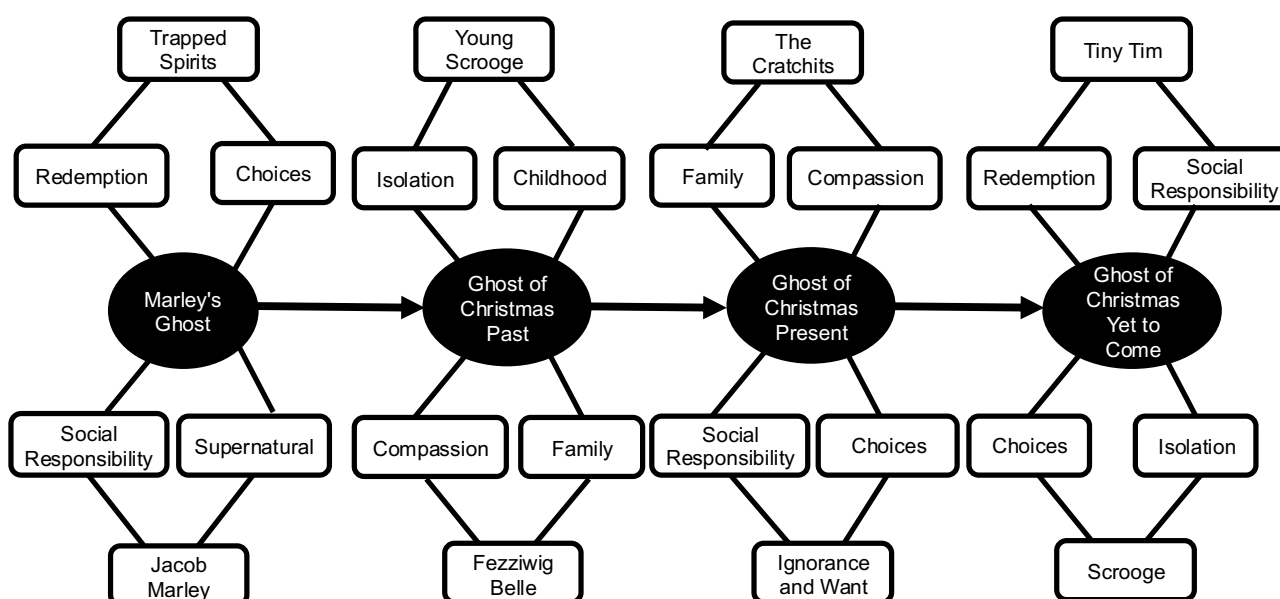 Trapped
Spirits
Young
Scrooge
The
Cratchits
Tiny Tim
Redemption
Choices
Isolation
Childhood
Family
Compassion
Redemption
Social
Responsibility
Marley's
Ghost
Ghost of
Christmas
Past
Ghost of
Christmas
Present
Ghost of
Christmas
Yet to
Come
Social
Responsibility
Supernatural
Compassion
Family
Social
Responsibility
Choices
Choices
Isolation
Jacob
Marley
Fezziwig
Belle
Ignorance
and Want
Scrooge